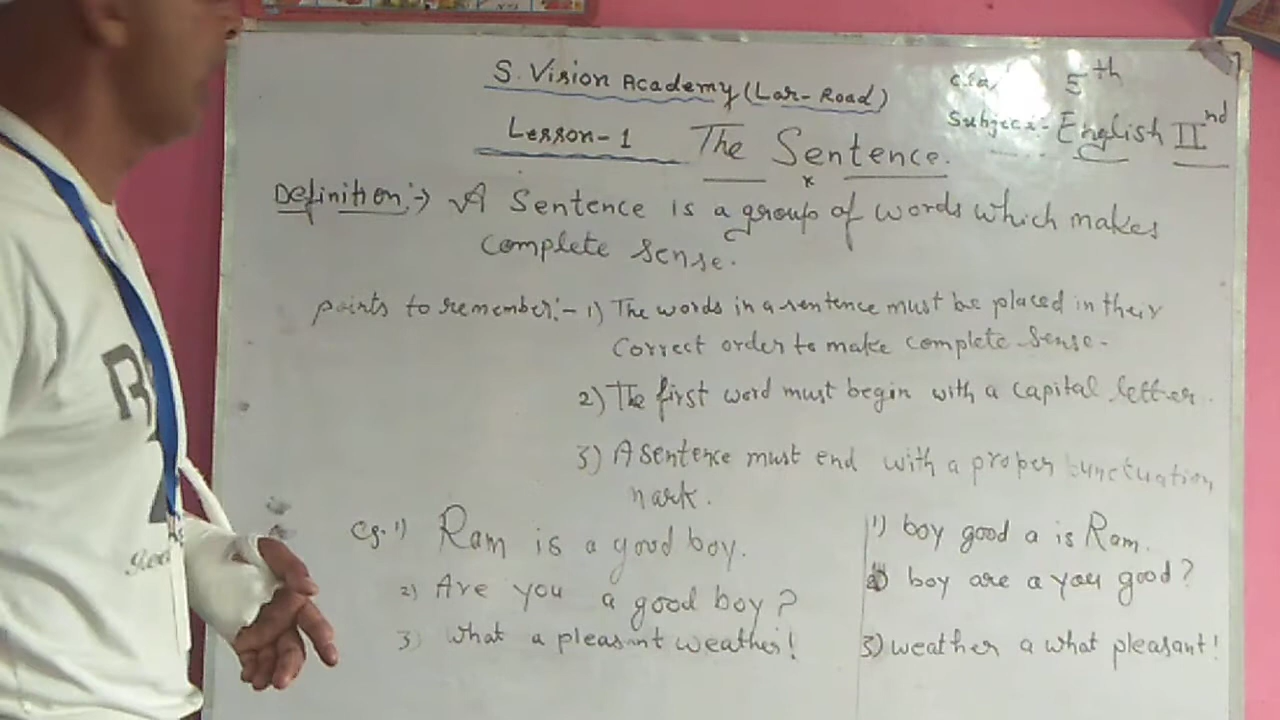 S. Vision Academy (Lar-Road)
5th
Subject:- English IInd
Lesson-1 The Sentence.
Definition:-> A Sentence is a group of words which makes
complete sense.
points to remember:- 1) The words in a sentence must be placed in their
correct order to make complete sense.
2) The first word must begin with a capital letter.
3) A sentence must end with a proper punctuation
mark.
eg. 1) Ram is a good boy.
2) Are you a good boy?
3) What a pleasant weather!
1) boy good a is Ram.
2) boy are a you good?
3) weather a what pleasant!